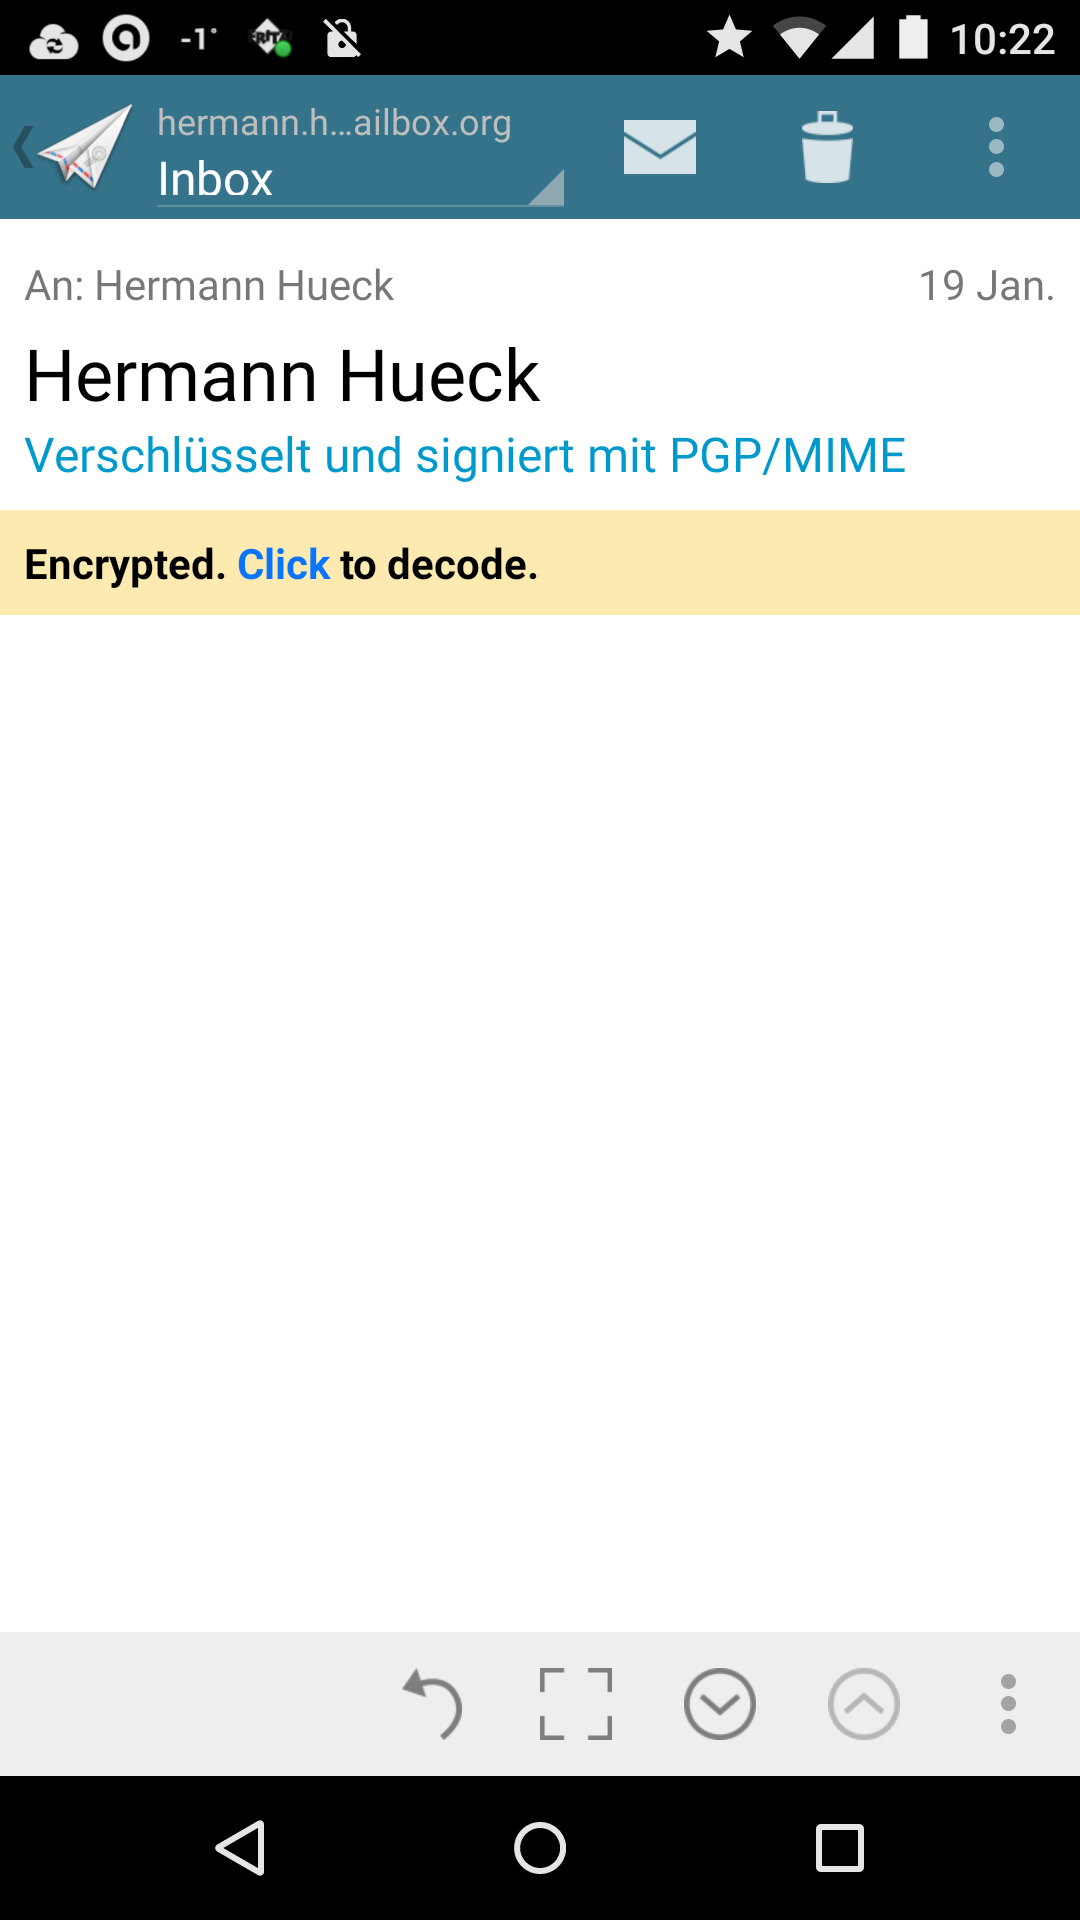 -1°
10:22
hermann.h...ailbox.org
Inbox
An: Hermann Hueck
19 Jan.
Hermann Hueck
Verschlüsselt und signiert mit PGP/MIME
Encrypted. Click to decode.